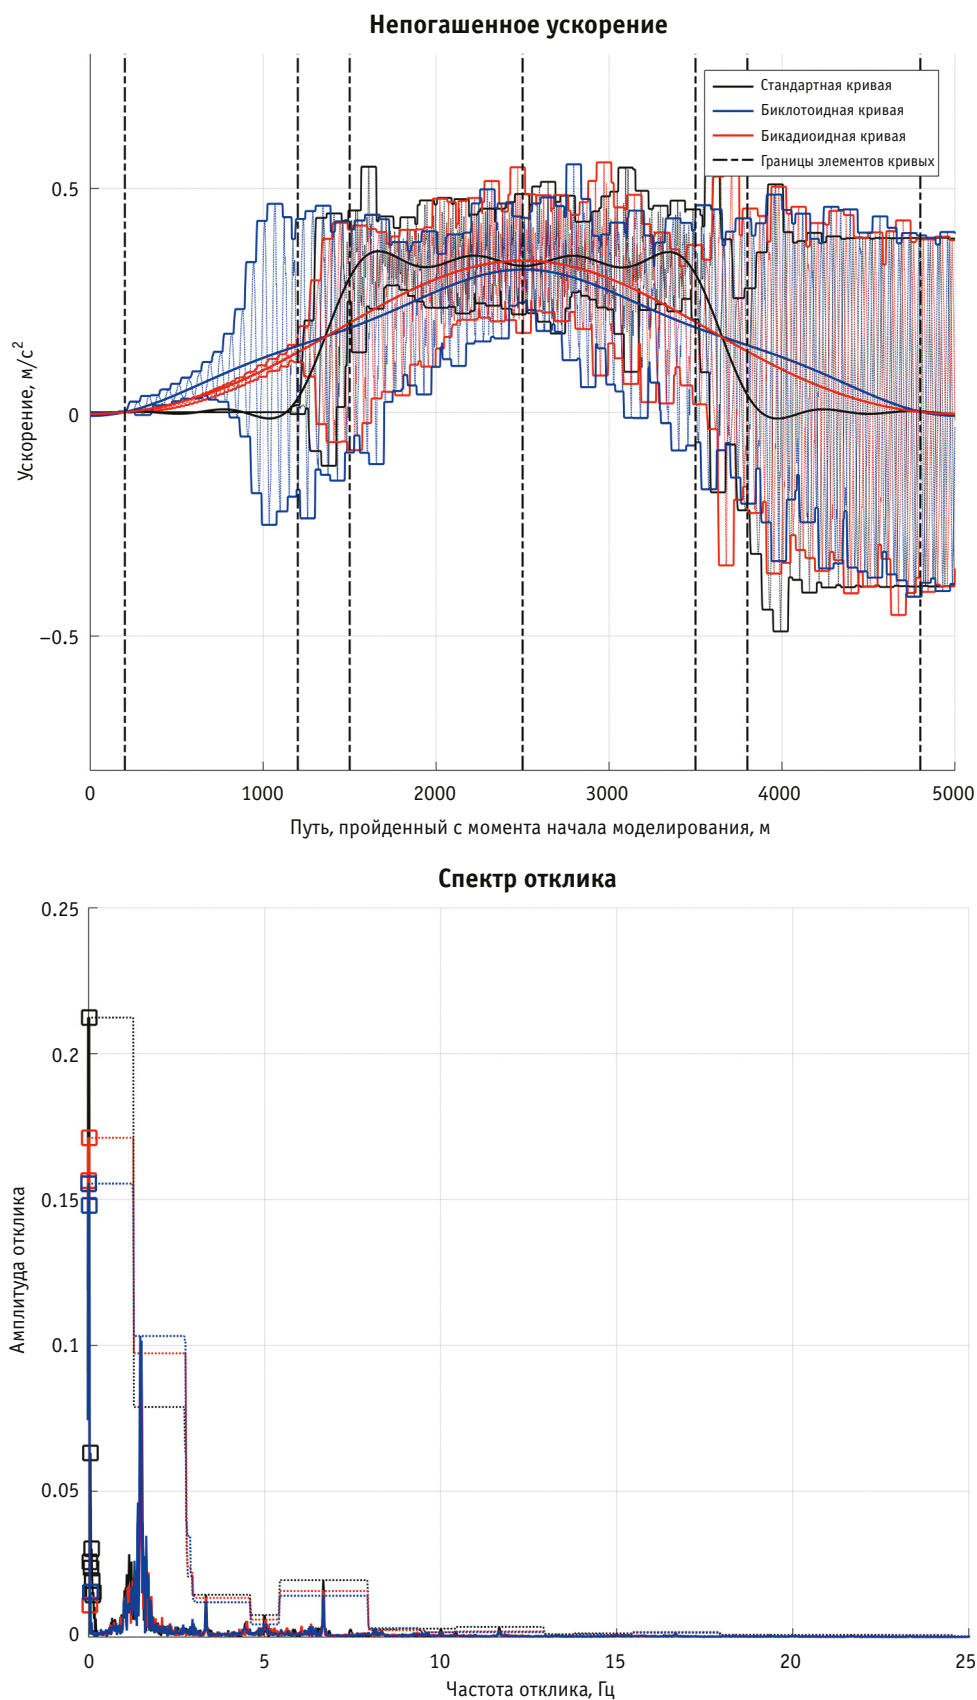 Непогашенное ускорение
Стандартная кривая
Биклотоидная кривая
Бикадиоидная кривая
Границы элементов кривых
0.5
0
−0.5
Ускорение, м/с²
0 1000 2000 3000 4000 5000
Путь, пройденный с момента начала моделирования, м
Спектр отклика
0.25
0.2
0.15
0.1
0.05
0
Амплитуда отклика
0 5 10 15 20 25
Частота отклика, Гц